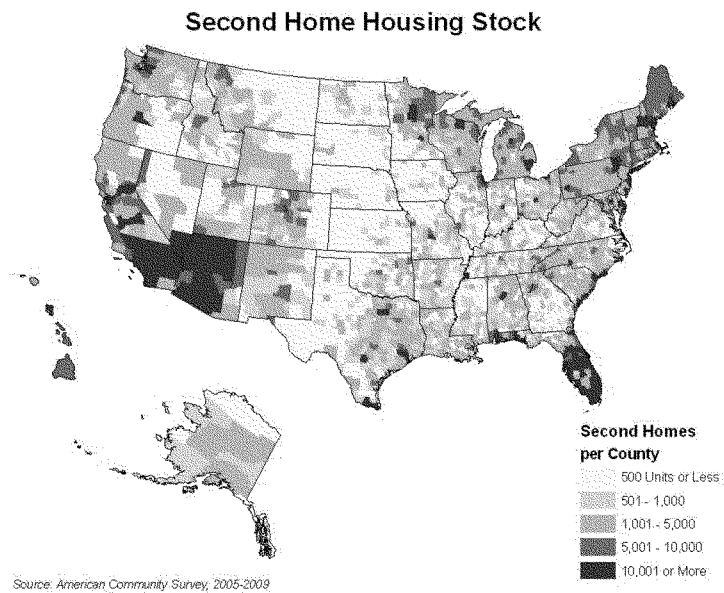 Second Home Housing Stock
Second Homes
per County
500 Units or Less
501 - 1,000
1,001 - 5,000
5,001 - 10,000
10,001 or More
Source: American Community Survey, 2005-2009